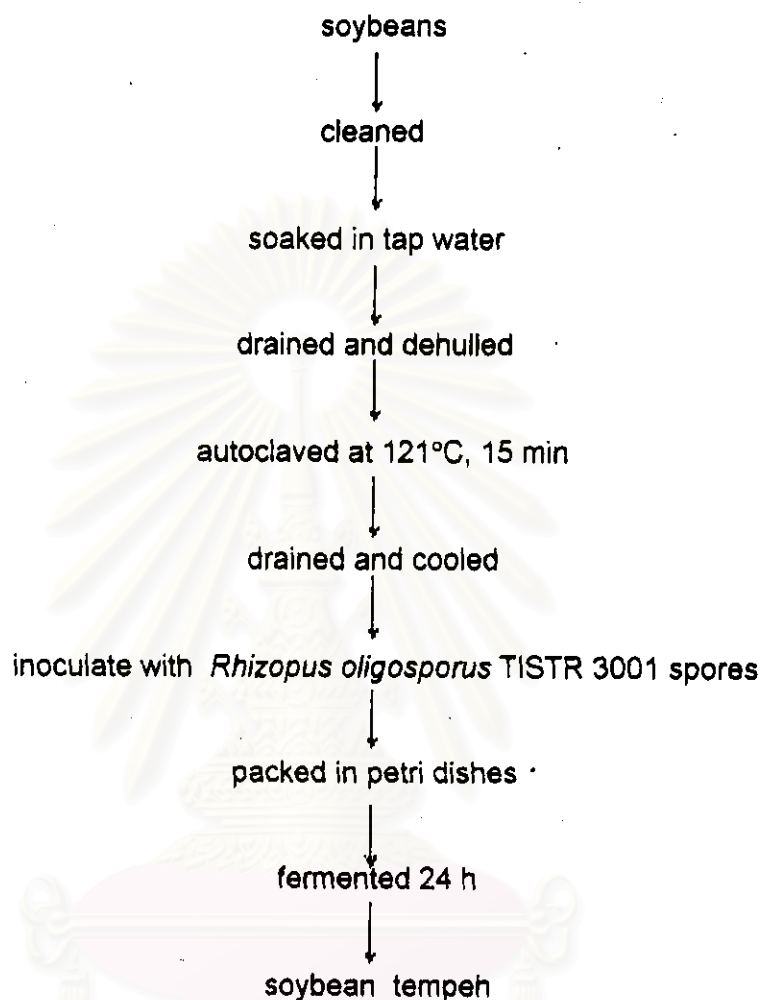 soybeans
cleaned
soaked in tap water
drained and dehulled
autoclaved at 121°C, 15 min
drained and cooled
inoculate with Rhizopus oligosporus TISTR 3001 spores
packed in petri dishes
fermented 24 h
soybean tempeh